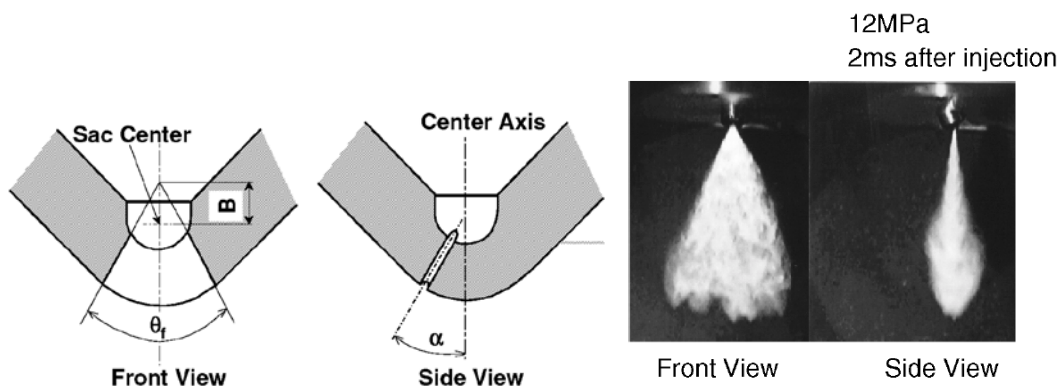 12MPa
2ms after injection
Sac Center
B
θf
Front View
Center Axis
α
Side View
Front View
Side View